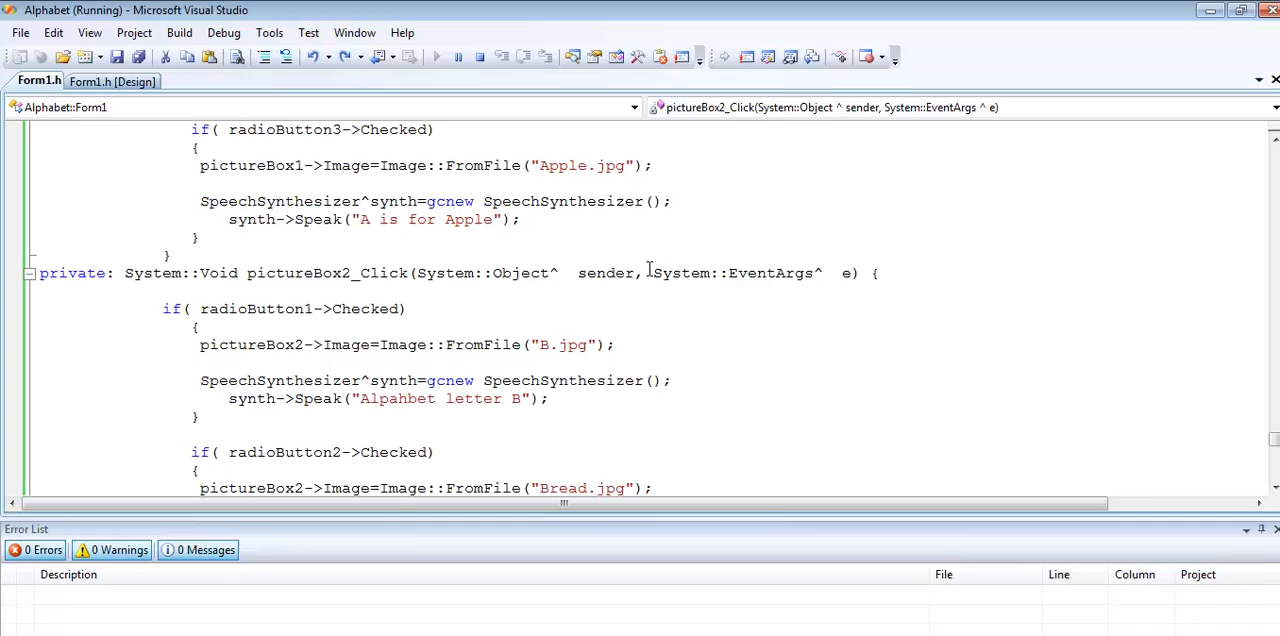 Alphabet (Running) - Microsoft Visual Studio
File Edit View Project Build Debug Tools Test Window Help
Form1.h Form1.h [Design]
Alphabet::Form1 pictureBox2_Click(System::Object ^ sender, System::EventArgs ^ e)
if( radioButton3->Checked)
{
pictureBox1->Image=Image::FromFile("Apple.jpg");
SpeechSynthesizer^synth=gcnew SpeechSynthesizer();
synth->Speak("A is for Apple");
}
}
private: System::Void pictureBox2_Click(System::Object^ sender, System::EventArgs^ e) {
if( radioButton1->Checked)
{
pictureBox2->Image=Image::FromFile("B.jpg");
SpeechSynthesizer^synth=gcnew SpeechSynthesizer();
synth->Speak("Alpahbet letter B");
}
if( radioButton2->Checked)
{
pictureBox2->Image=Image::FromFile("Bread.jpg");
Error List
0 Errors 0 Warnings 0 Messages
Description File Line Column Project